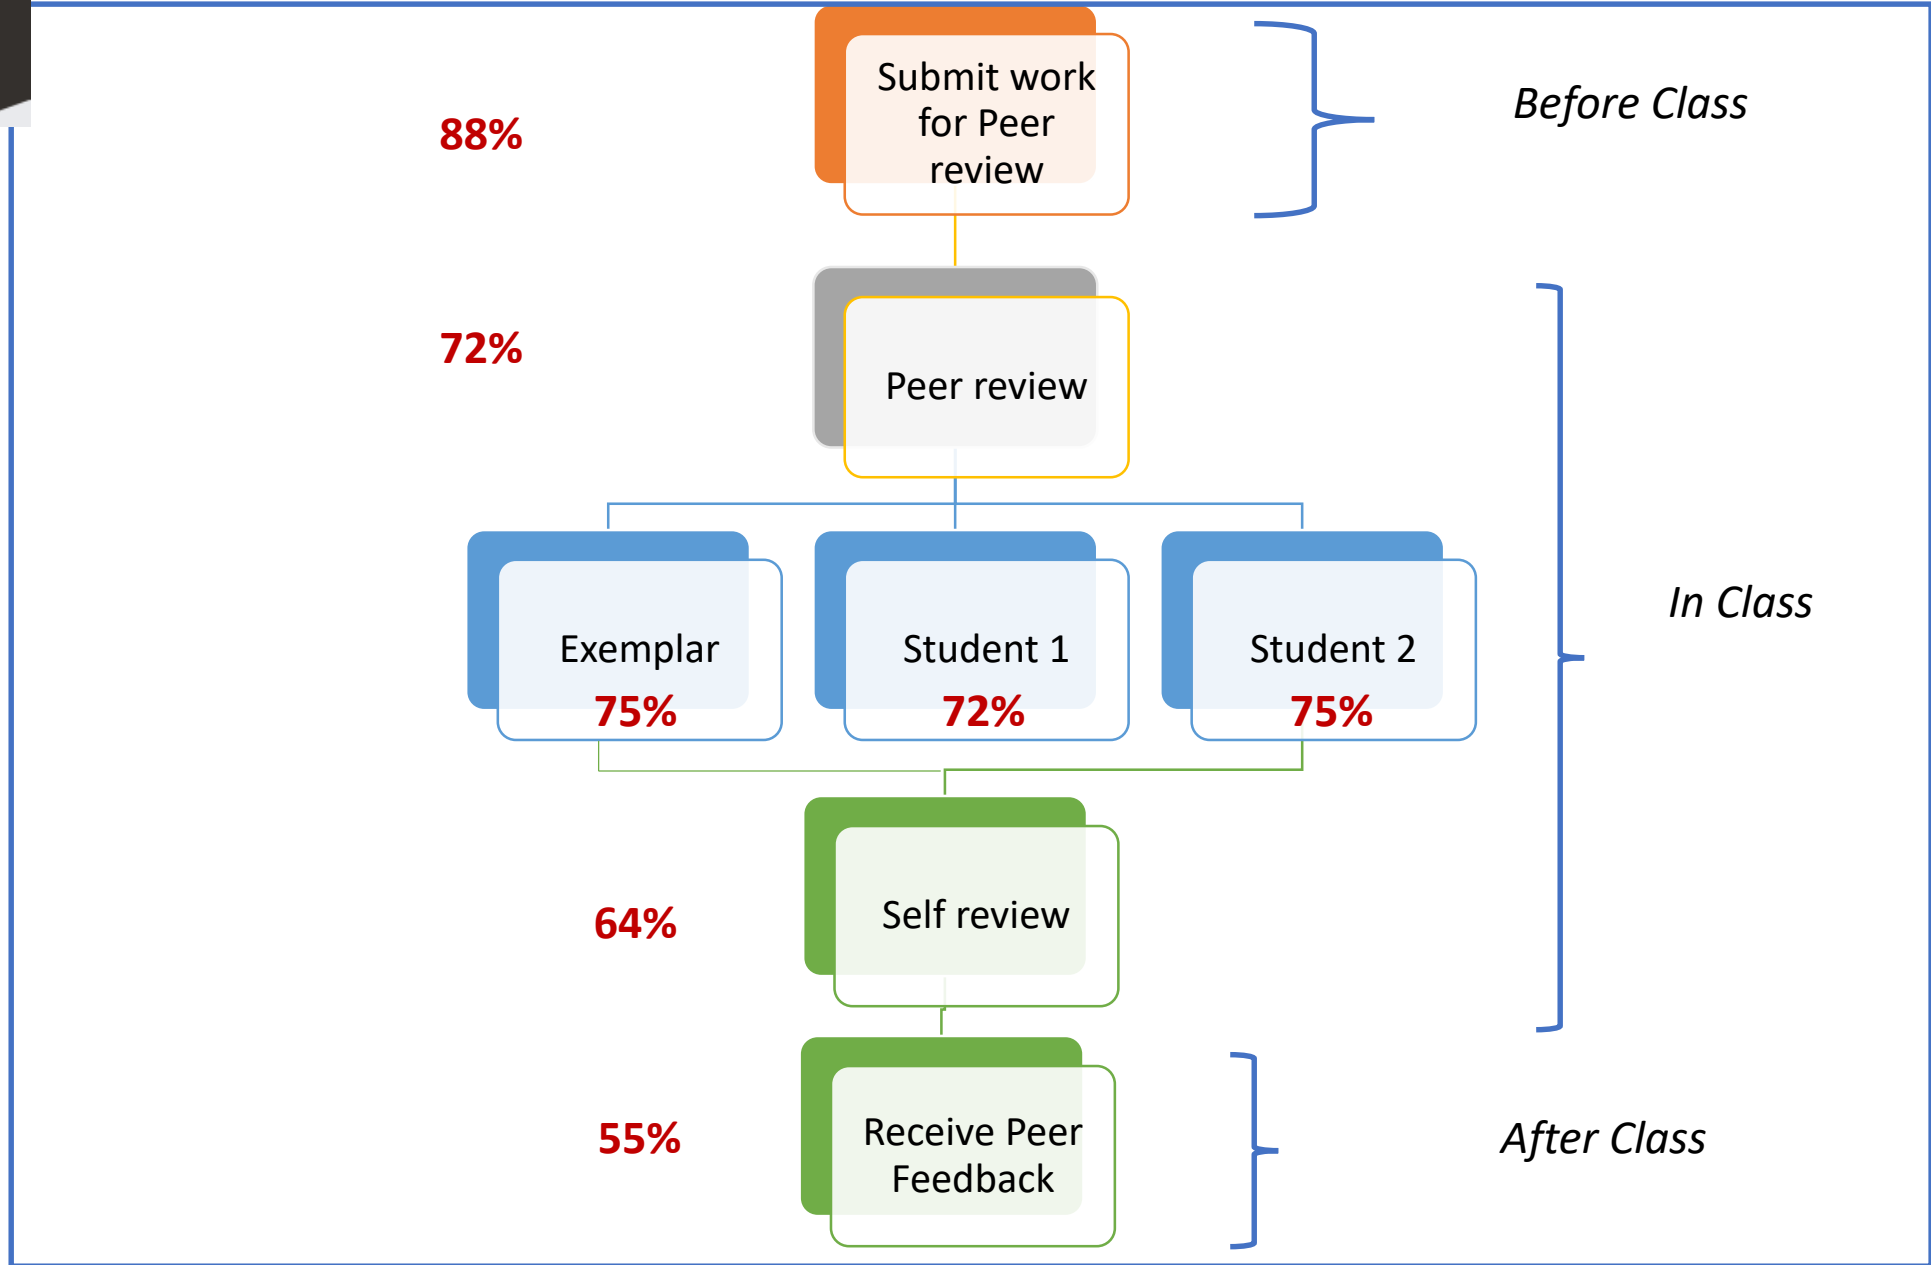 88%
Submit work
for Peer
review
Before Class
72%
Peer review
Exemplar
75%
Student 1
72%
Student 2
75%
In Class
64%
Self review
55%
Receive Peer
Feedback
After Class